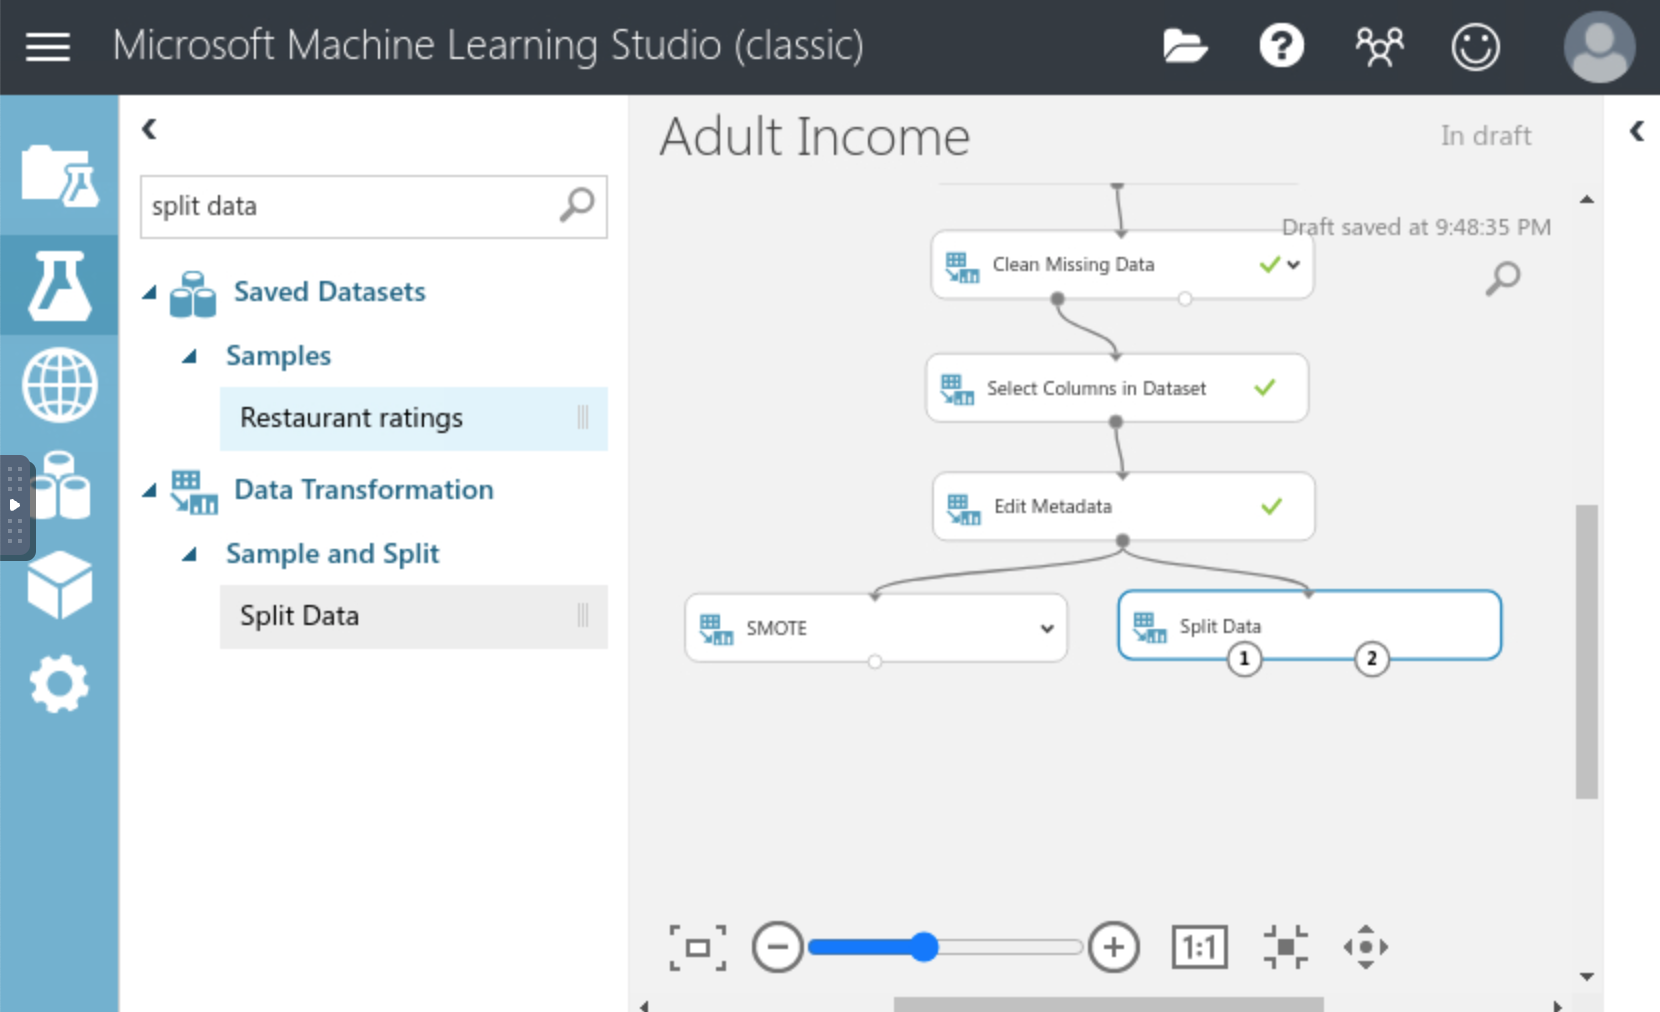 Microsoft Machine Learning Studio (classic)
split data
Saved Datasets
Samples
Restaurant ratings
Data Transformation
Sample and Split
Split Data
Adult Income
In draft
Draft saved at 9:48:35 PM
Clean Missing Data
Select Columns in Dataset
Edit Metadata
SMOTE
Split Data
1
2
1:1